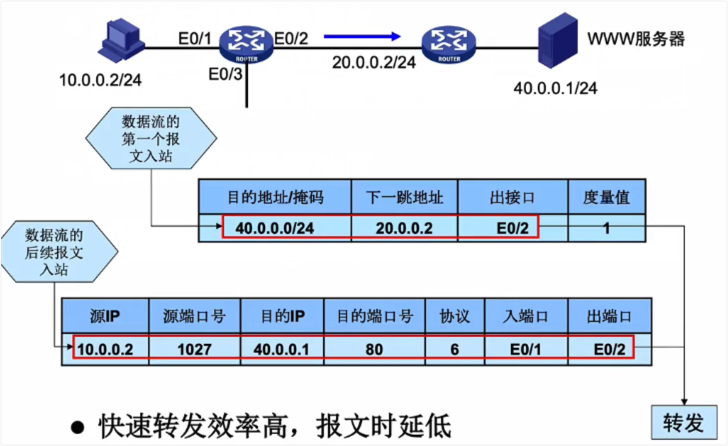 E0/1
E0/2
WWW服务器
ROUTER
20.0.0.2/24
ROUTER
E0/3
10.0.0.2/24
40.0.0.1/24
数据流的
第一个报
文入站
目的地址/掩码 下一跳地址 出接口 度量值
40.0.0.0/24 20.0.0.2 E0/2 1
数据流的
后续报文
入站
源IP 源端口号 目的IP 目的端口号 协议 入端口 出端口
10.0.0.2 1027 40.0.0.1 80 6 E0/1 E0/2
● 快速转发效率高，报文时延低
转发